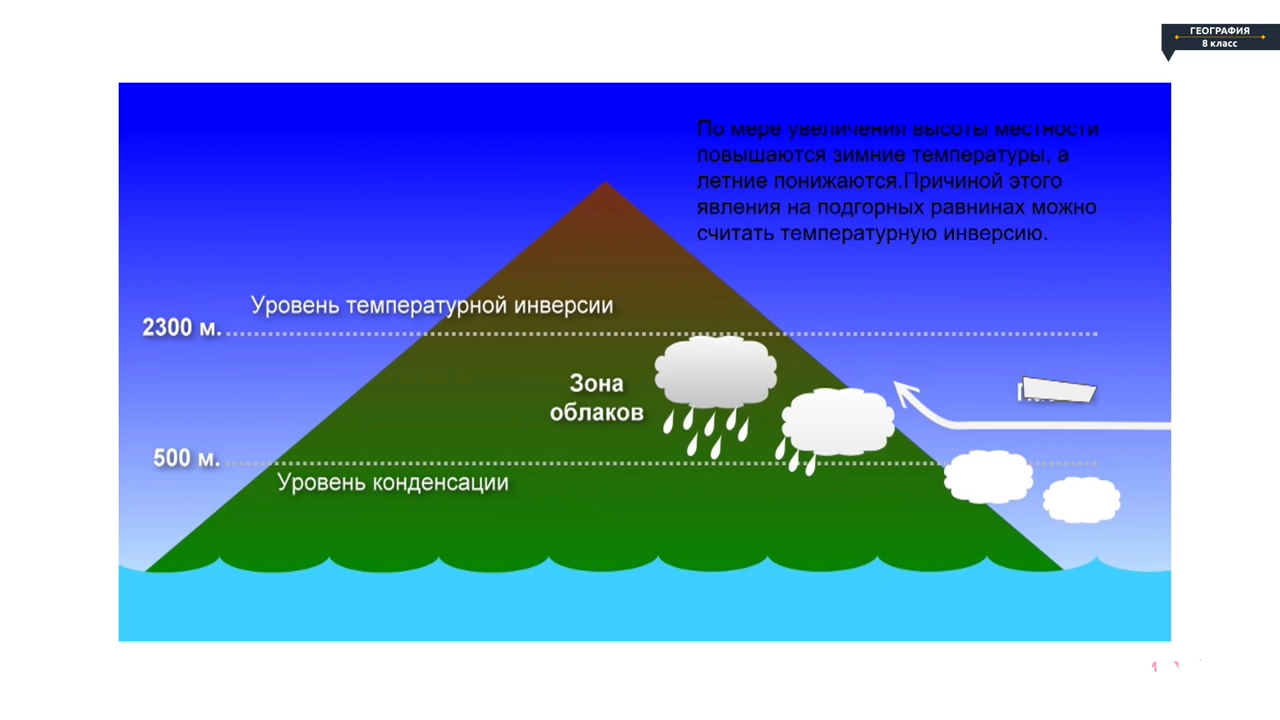 ГЕОГРАФИЯ
8 класс
По мере увеличения высоты местности
повышаются зимние температуры, а
летние понижаются.Причиной этого
явления на подгорных равнинах можно
считать температурную инверсию.
Уровень температурной инверсии
2300 м.
Зона
облаков
500 м.
Уровень конденсации